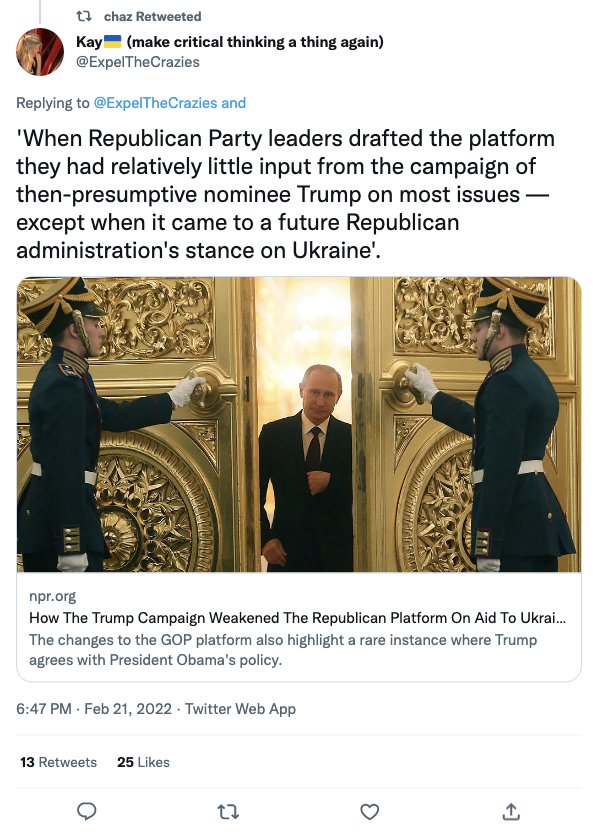 chaz Retweeted
Kay🇺🇦 (make critical thinking a thing again)
@ExpelTheCrazies
Replying to @ExpelTheCrazies and
'When Republican Party leaders drafted the platform
they had relatively little input from the campaign of
then-presumptive nominee Trump on most issues —
except when it came to a future Republican
administration's stance on Ukraine'.
npr.org
How The Trump Campaign Weakened The Republican Platform On Aid To Ukrai...
The changes to the GOP platform also highlight a rare instance where Trump
agrees with President Obama's policy.
6:47 PM · Feb 21, 2022 · Twitter Web App
13 Retweets 25 Likes